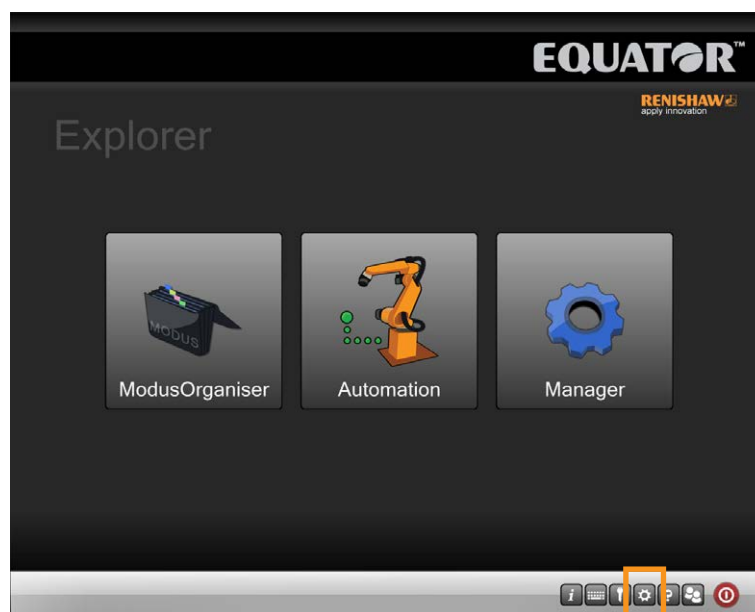 EQUATOR™
RENISHAW
apply innovation
Explorer
MODUS
ModusOrganiser
Automation
Manager
i
?